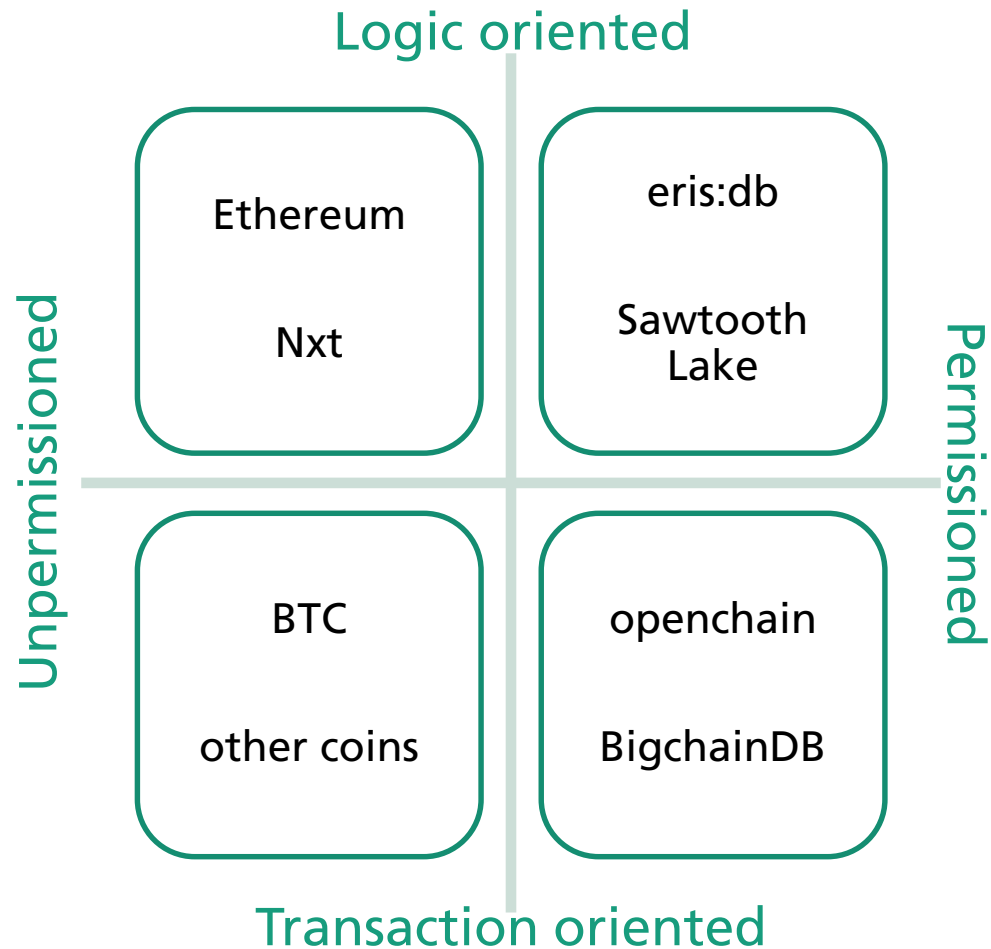 Logic oriented
Ethereum
Nxt
eris:db
Sawtooth
Lake
Unpermissioned
Permissioned
BTC
other coins
openchain
BigchainDB
Transaction oriented